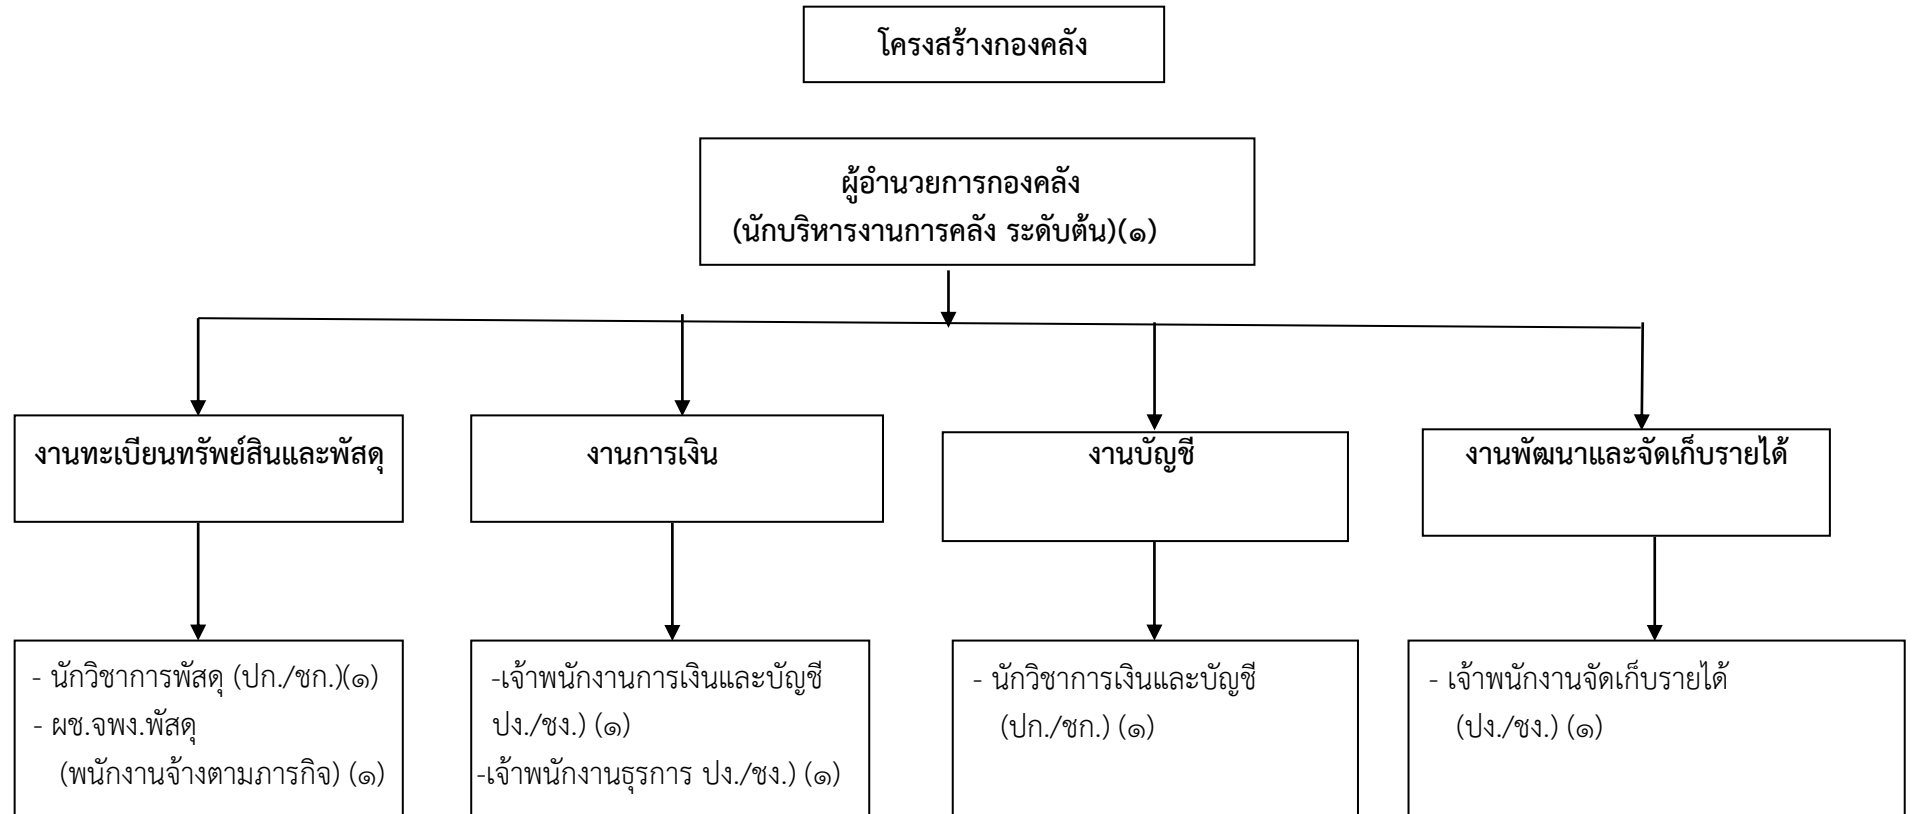 โครงสร้างกองคลัง
ผู้อำนวยการกองคลัง
(นักบริหารงานการคลัง ระดับต้น)(๑)
งานทะเบียนทรัพย์สินและพัสดุ
งานการเงิน
งานบัญชี
งานพัฒนาและจัดเก็บรายได้
- นักวิชาการพัสดุ (ปก./ชก.)(๑)
- ผช.จพง.พัสดุ
(พนักงานจ้างตามภารกิจ) (๑)
-เจ้าพนักงานการเงินและบัญชี
ปง./ชง.) (๑)
-เจ้าพนักงานธุรการ ปง./ชง.) (๑)
- นักวิชาการเงินและบัญชี
(ปก./ชก.) (๑)
- เจ้าพนักงานจัดเก็บรายได้
(ปง./ชง.) (๑)